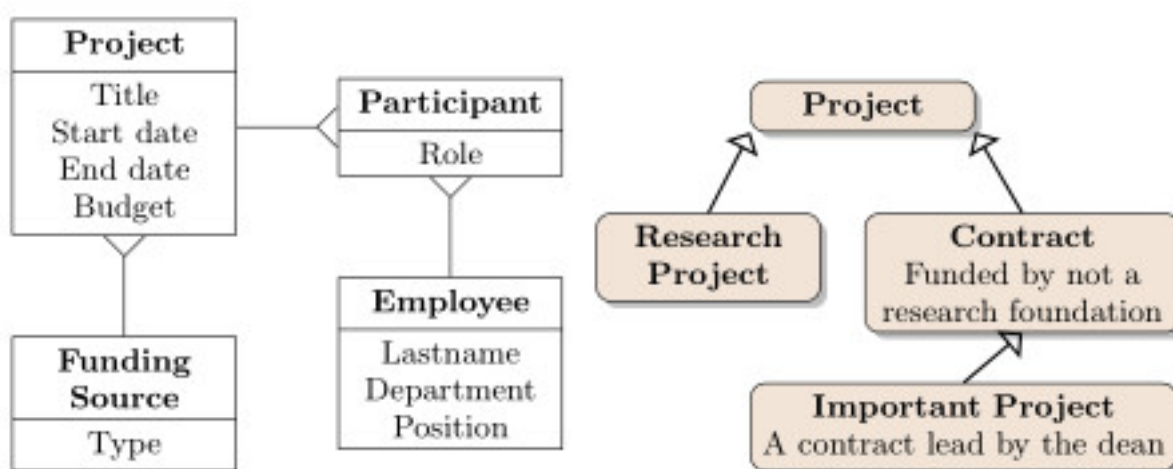 Project
Title
Start date
End date
Budget
Participant
Role
Funding
Source
Type
Employee
Lastname
Department
Position
Project
Research
Project
Contract
Funded by not a
research foundation
Important Project
A contract lead by the dean